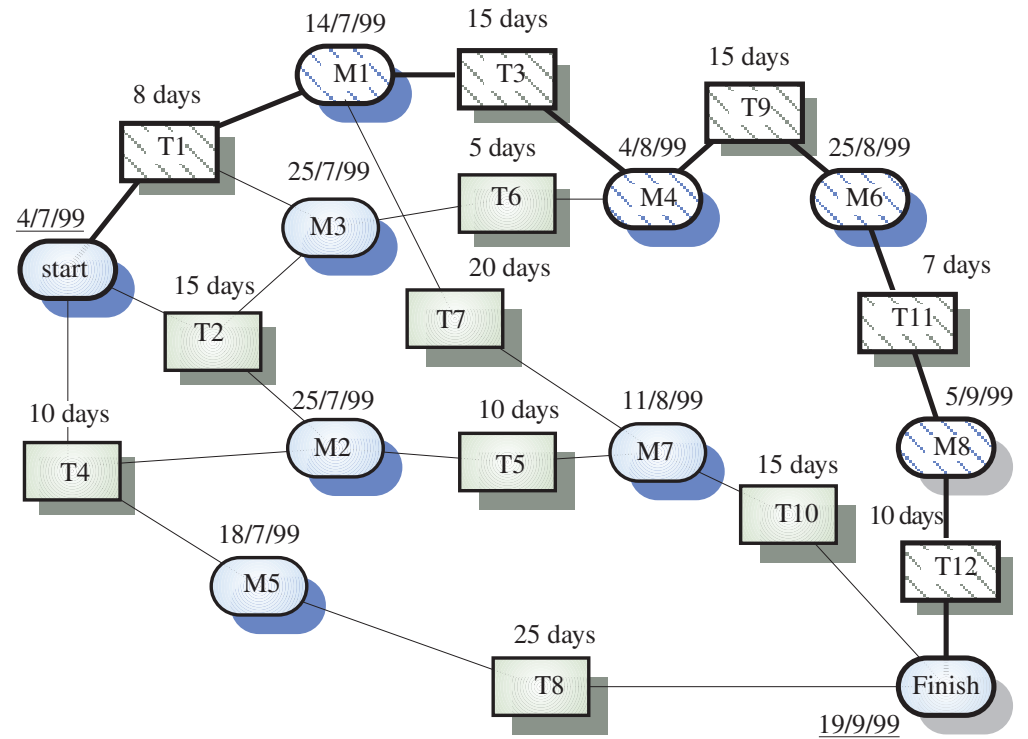 14/7/99
15 days
M1
T3
15 days
8 days
T9
T1
5 days
4/8/99
25/8/99
25/7/99
T6
M4
M6
4/7/99
M3
start
20 days
7 days
15 days
T7
T11
T2
25/7/99
11/8/99
5/9/99
10 days
10 days
M2
M7
M8
T4
T5
15 days
18/7/99
T10
10 days
M5
T12
25 days
T8
Finish
19/9/99